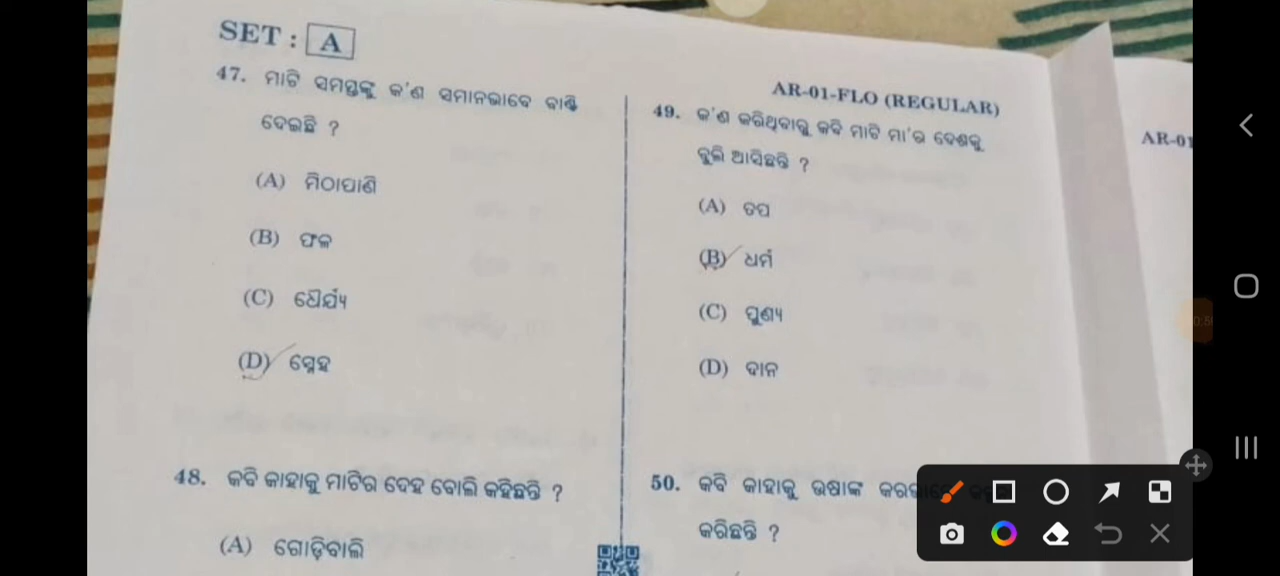 SET : A
47. ମାଟି ସମସ୍ତଙ୍କୁ କ'ଣ ସମାନଭାବେ ବାଣ୍ଟି
ଦେଇଛି ?
(A) ମିଠାପାଣି
(B) ଫଳ
(C) ଧୈର୍ଯ୍ୟ
(D) ସ୍ନେହ
48. କବି କାହାକୁ ମାଟିର ଦେହ ବୋଲି କହିଛନ୍ତି ?
(A) ଗୋଡ଼ିବାଲି
AR-01-FLO (REGULAR)
49. କ'ଣ କରିଥିବାରୁ କବି ମାଟି ମା'ର ଦେଶକୁ
ବୁଲି ଆସିଛନ୍ତି ?
(A) ତପ
(B) ଧର୍ମ
(C) ପୁଣ୍ୟ
(D) ଦାନ
50. କବି କାହାକୁ ଉଷାଙ୍କ
କରିଛନ୍ତି ?
AR-01